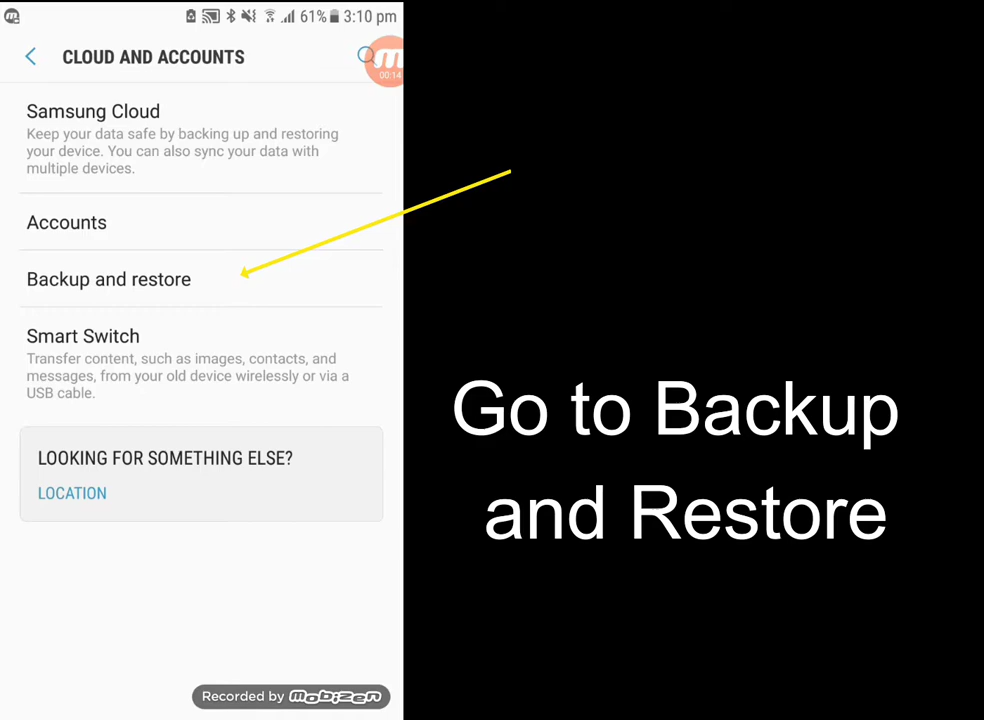 61% 3:10 pm
CLOUD AND ACCOUNTS
00:14
Samsung Cloud
Keep your data safe by backing up and restoring
your device. You can also sync your data with
multiple devices.
Accounts
Backup and restore
Smart Switch
Transfer content, such as images, contacts, and
messages, from your old device wirelessly or via a
USB cable.
LOOKING FOR SOMETHING ELSE?
LOCATION
Go to Backup
and Restore
Recorded by mobizen